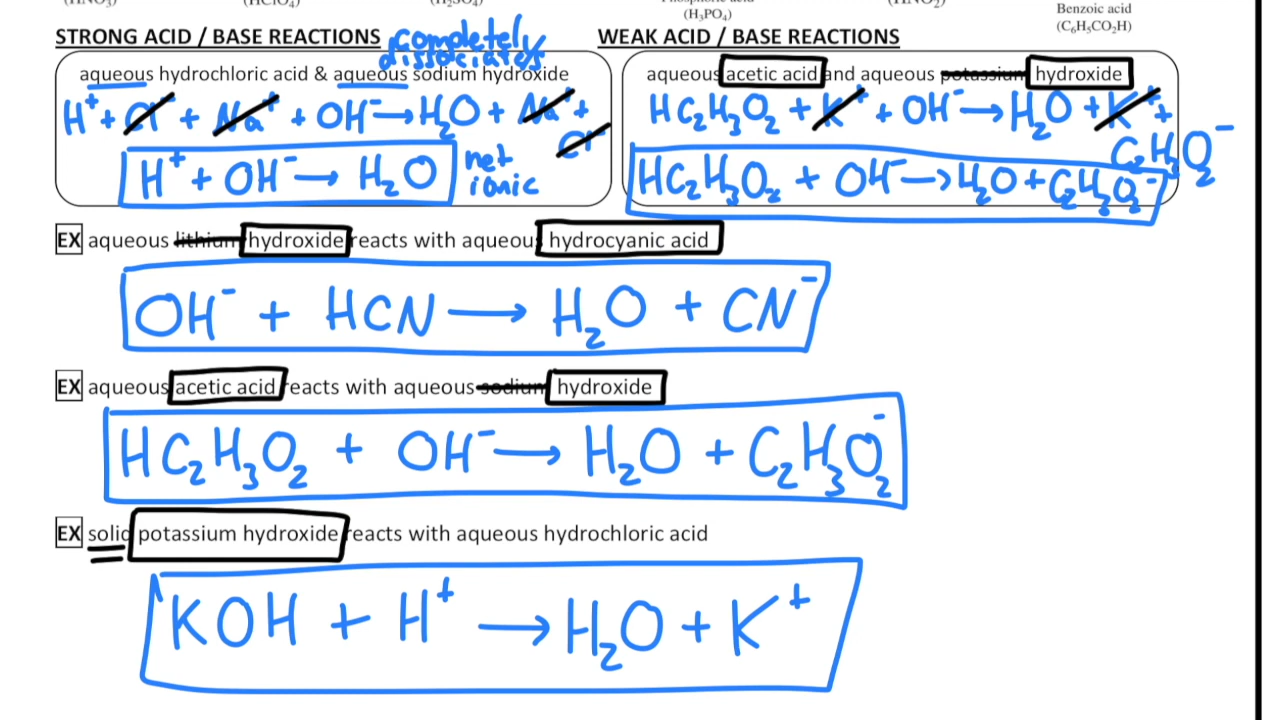 (HClO₄)
(H₃PO₄)
Benzoic acid
(C₆H₅CO₂H)
STRONG ACID / BASE REACTIONS completely dissociates
aqueous hydrochloric acid & aqueous sodium hydroxide
H⁺ + Cl⁻ + Na⁺ + OH⁻ → H₂O + Na⁺ +
Cl⁻
H⁺ + OH⁻ → H₂O net ionic
WEAK ACID / BASE REACTIONS
aqueous acetic acid and aqueous potassium hydroxide
HC₂H₃O₂ + K⁺ + OH⁻ → H₂O + K⁺ +
C₂H₃O₂⁻
HC₂H₃O₂ + OH⁻ → H₂O + C₂H₃O₂⁻
EX aqueous lithium hydroxide reacts with aqueous hydrocyanic acid
OH⁻ + HCN → H₂O + CN⁻
EX aqueous acetic acid reacts with aqueous sodium hydroxide
HC₂H₃O₂ + OH⁻ → H₂O + C₂H₃O₂⁻
EX solid potassium hydroxide reacts with aqueous hydrochloric acid
KOH + H⁺ → H₂O + K⁺